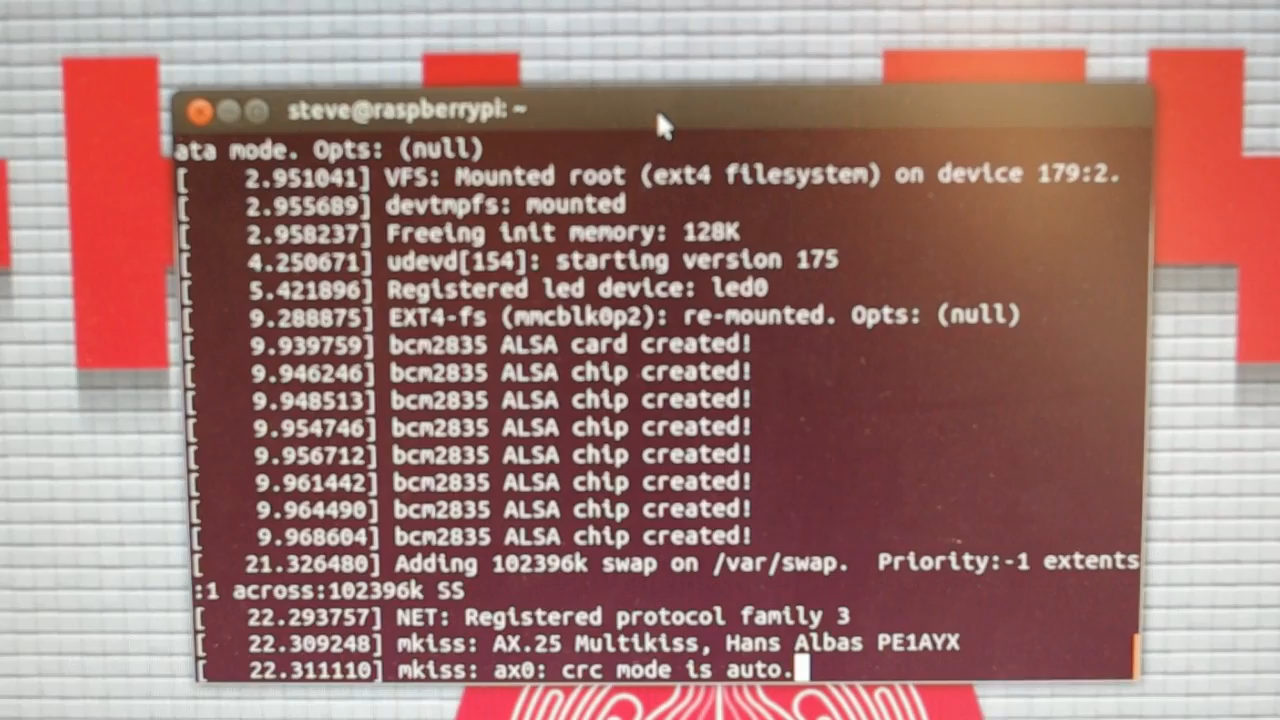 steve@raspberrypi: ~
ata mode. Opts: (null)
[    2.951041] VFS: Mounted root (ext4 filesystem) on device 179:2.
[    2.955689] devtmpfs: mounted
[    2.958237] Freeing init memory: 128K
[    4.250671] udevd[154]: starting version 175
[    5.421896] Registered led device: led0
[    9.288875] EXT4-fs (mmcblk0p2): re-mounted. Opts: (null)
[    9.939759] bcm2835 ALSA card created!
[    9.946246] bcm2835 ALSA chip created!
[    9.948513] bcm2835 ALSA chip created!
[    9.954746] bcm2835 ALSA chip created!
[    9.956712] bcm2835 ALSA chip created!
[    9.961442] bcm2835 ALSA chip created!
[    9.964490] bcm2835 ALSA chip created!
[    9.968604] bcm2835 ALSA chip created!
[   21.326480] Adding 102396k swap on /var/swap.  Priority:-1 extents
:1 across:102396k SS
[   22.293757] NET: Registered protocol family 3
[   22.309248] mkiss: AX.25 Multikiss, Hans Albas PE1AYX
[   22.311110] mkiss: ax0: crc mode is auto.